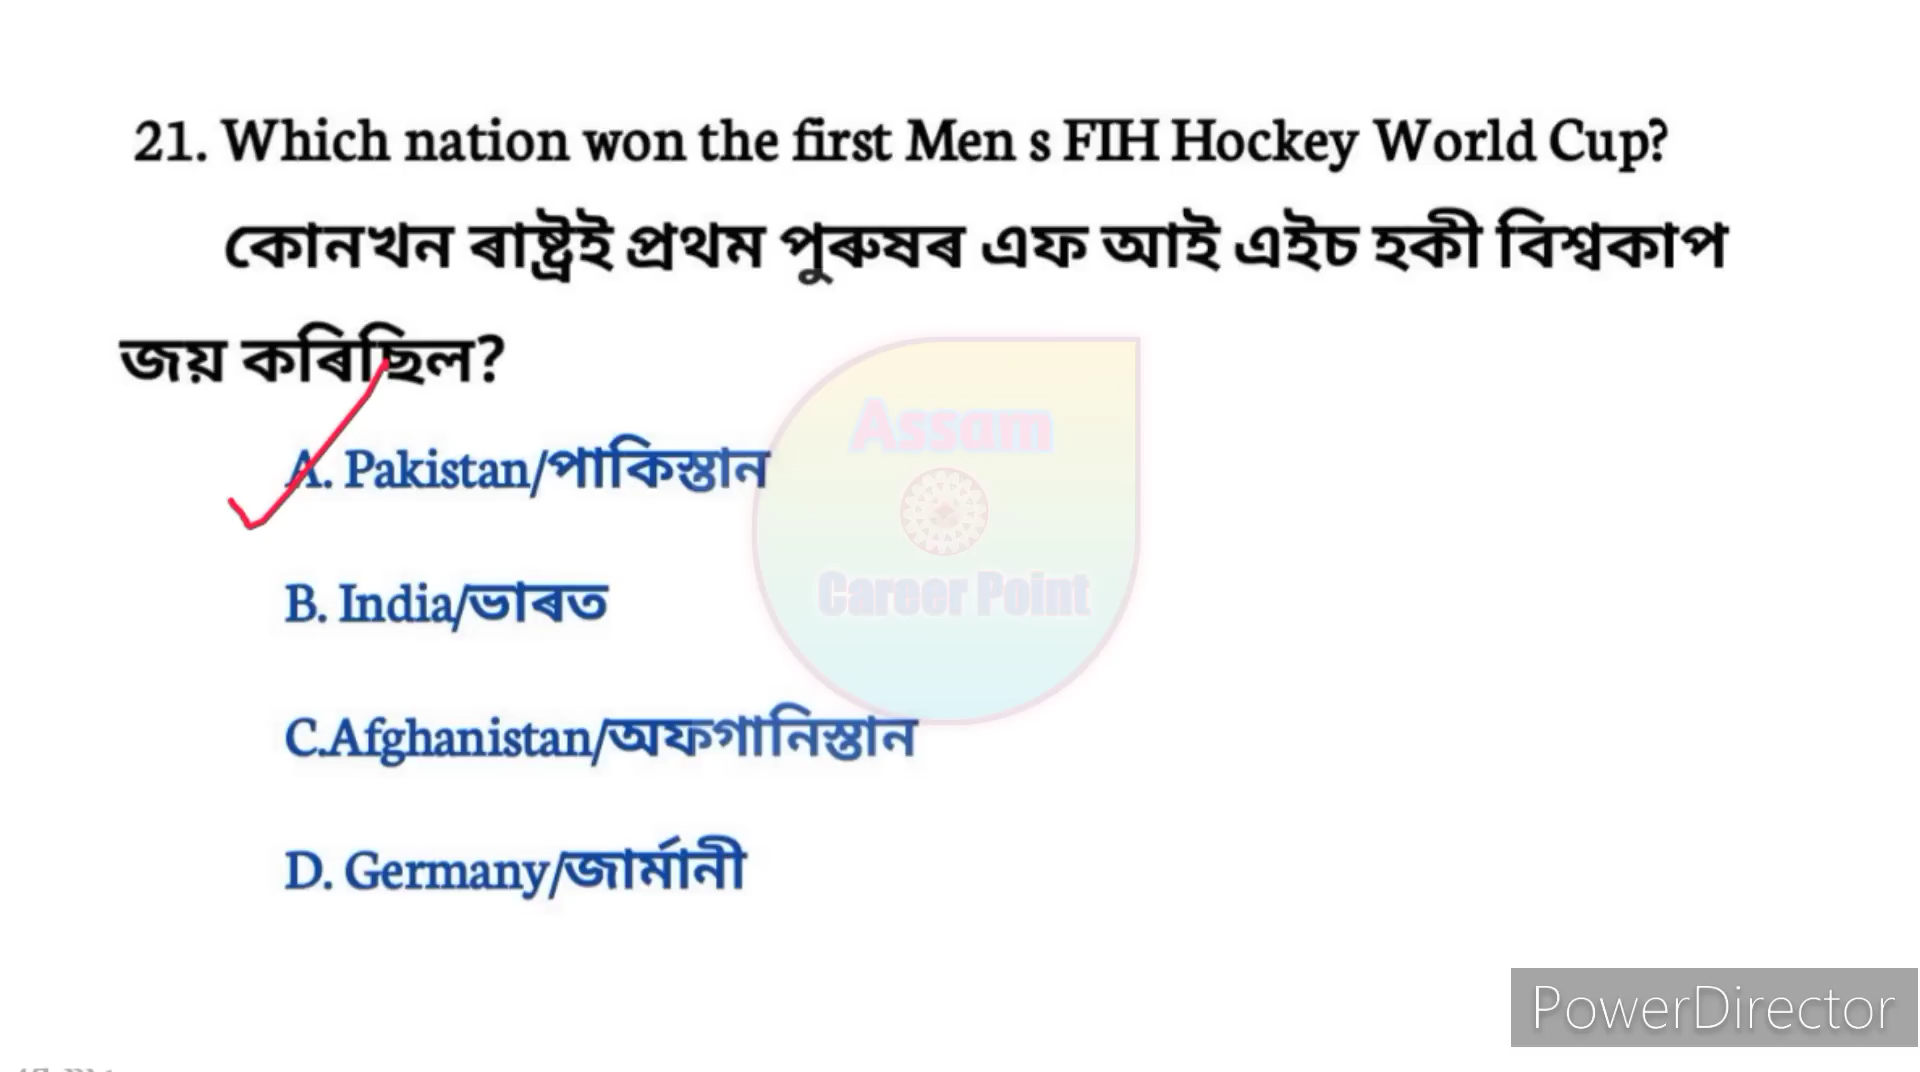 21. Which nation won the first Men s FIH Hockey World Cup?
কোনখন ৰাষ্ট্ৰই প্ৰথম পুৰুষৰ এফ আই এইচ হকী বিশ্বকাপ
জয় কৰিছিল?
A. Pakistan/পাকিস্তান
B. India/ভাৰত
C.Afghanistan/অফগানিস্তান
D. Germany/জাৰ্মানী
Assam
Career Point
PowerDirector